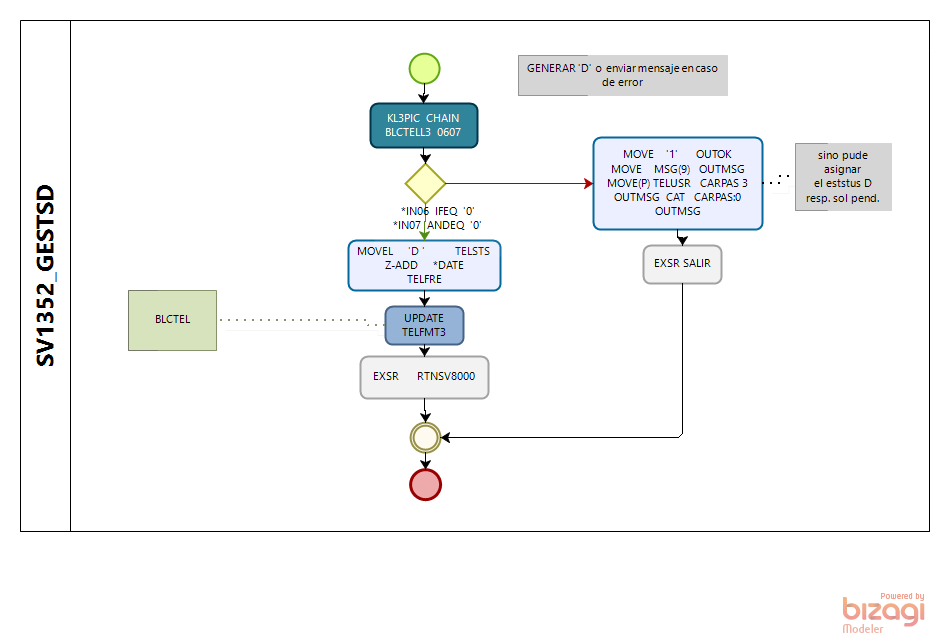 SV1352_GESTSD
GENERAR 'D' o enviar mensaje en caso
de error
KL3PIC CHAIN
BLCTELL3 0607
MOVE '1' OUTOK
MOVE MSG(9) OUTMSG
MOVE(P) TELUSR CARPAS 3
OUTMSG CAT CARPAS:0
OUTMSG
sino pude
asignar
el eststus D
resp. sol pend.
*IN06 IFEQ '0'
*IN07 ANDEQ '0'
MOVEL 'D ' TELSTS
Z-ADD *DATE
TELFRE
EXSR SALIR
BLCTEL
UPDATE
TELFMT3
EXSR RTNSV8000
Powered by
bizagi
Modeler